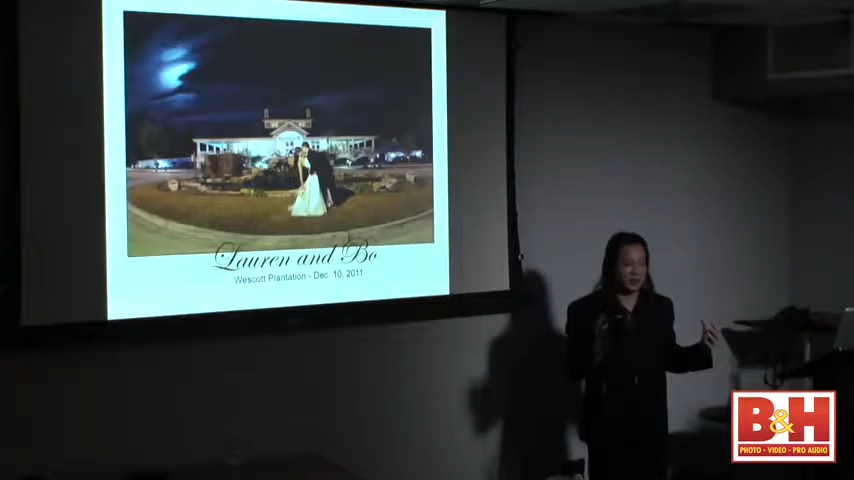 Lauren and Bo
Wescott Plantation - Dec. 10, 2011
B&H
PHOTO - VIDEO - PRO AUDIO